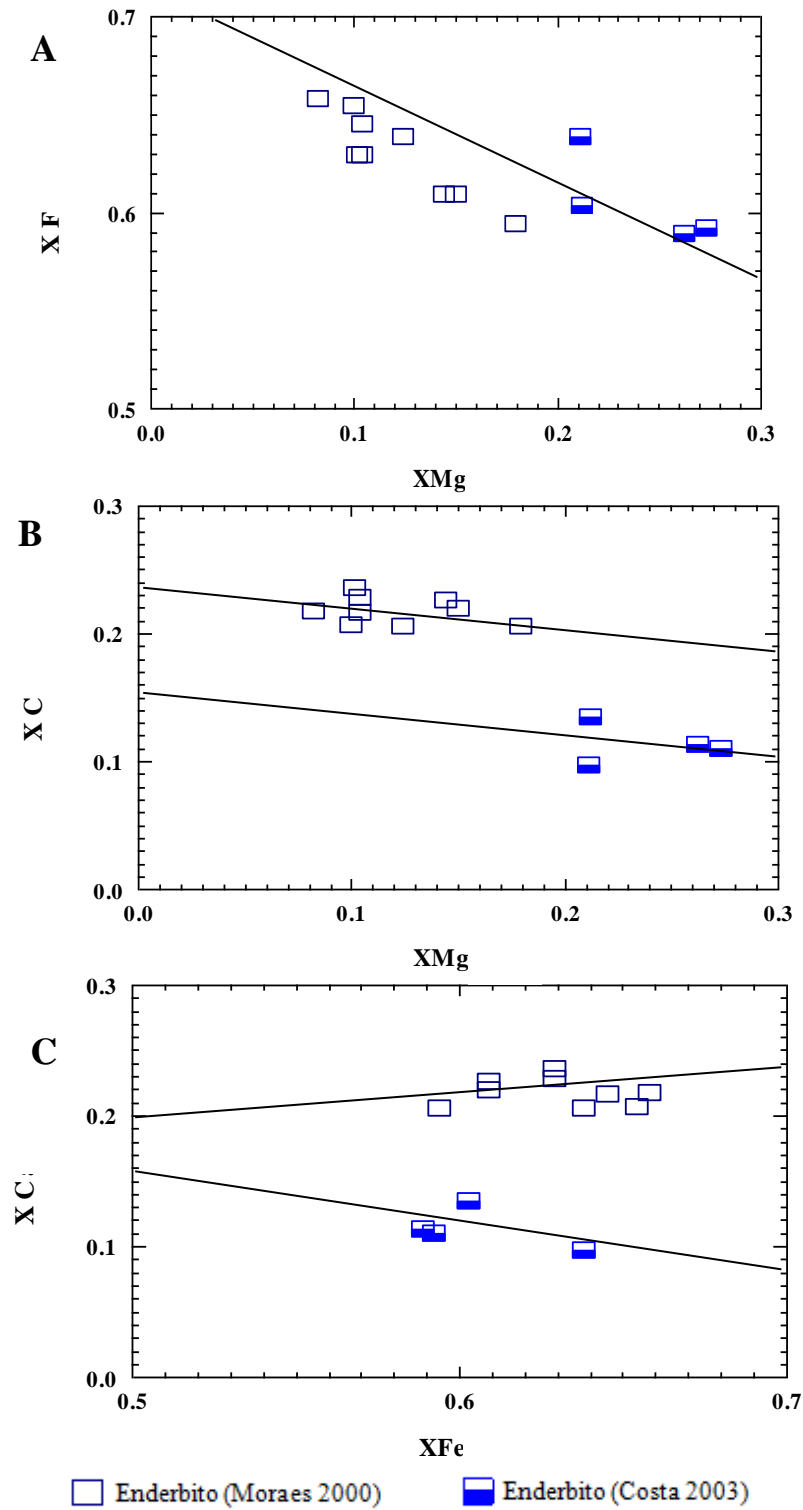 A
0.7
0.6
0.5
X F
0.0 0.1 0.2 0.3
XMg
B
0.3
0.2
0.1
0.0
X C
0.0 0.1 0.2 0.3
XMg
C
0.3
0.2
0.1
0.0
X C
0.5 0.6 0.7
XFe
Enderbito (Moraes 2000) Enderbito (Costa 2003)